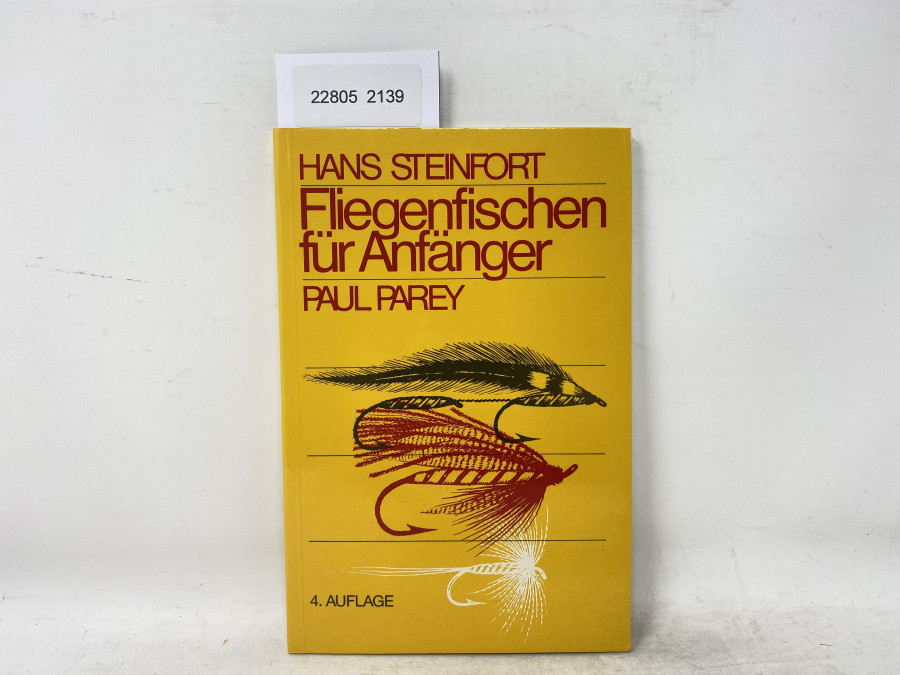 22805 2139
HANS STEINFORT
Fliegenfischen
für Anfänger
PAUL PAREY
4. AUFLAGE